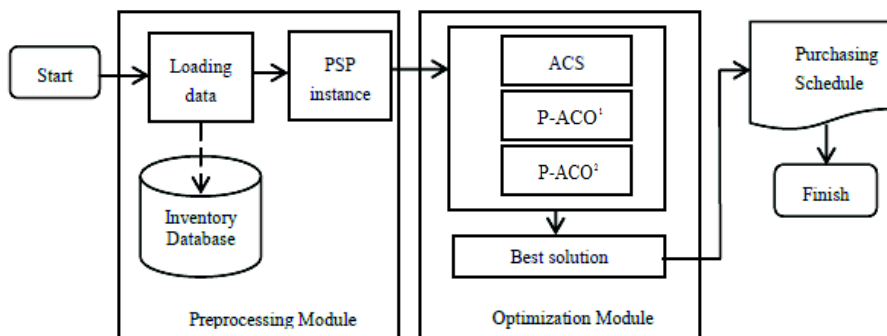 Start
Loading
data
PSP
instance
Inventory
Database
Preprocessing Module
ACS
P-ACO¹
P-ACO²
Best solution
Optimization Module
Purchasing
Schedule
Finish